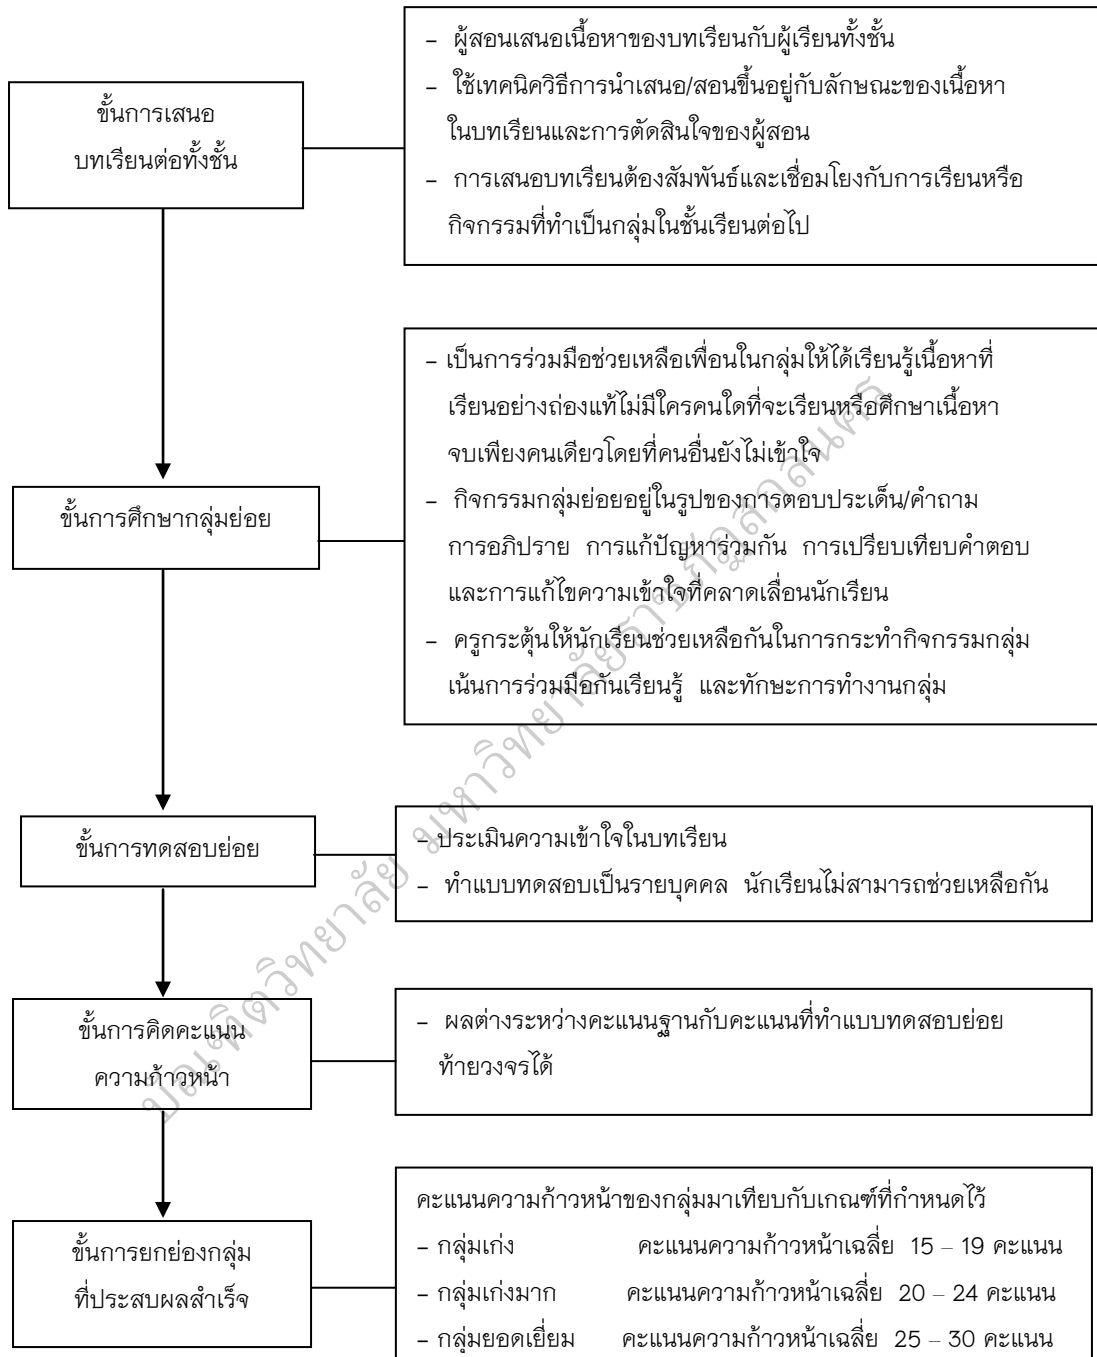 ขั้นการเสนอ
บทเรียนต่อทั้งชั้น
– ผู้สอนเสนอเนื้อหาของบทเรียนกับผู้เรียนทั้งชั้น
– ใช้เทคนิควิธีการนำเสนอ/สอนขึ้นอยู่กับลักษณะของเนื้อหา
ในบทเรียนและการตัดสินใจของผู้สอน
– การเสนอบทเรียนต้องสัมพันธ์และเชื่อมโยงกับการเรียนหรือ
กิจกรรมที่ทำเป็นกลุ่มในชั้นเรียนต่อไป
ขั้นการศึกษากลุ่มย่อย
– เป็นการร่วมมือช่วยเหลือเพื่อนในกลุ่มให้ได้เรียนรู้เนื้อหาที่
เรียนอย่างถ่องแท้ไม่มีใครคนใดที่จะเรียนหรือศึกษาเนื้อหา
จบเพียงคนเดียวโดยที่คนอื่นยังไม่เข้าใจ
– กิจกรรมกลุ่มย่อยอยู่ในรูปของการตอบประเด็น/คำถาม
การอภิปราย การแก้ปัญหาร่วมกัน การเปรียบเทียบคำตอบ
และการแก้ไขความเข้าใจที่คลาดเลื่อนนักเรียน
– ครูกระตุ้นให้นักเรียนช่วยเหลือกันในการกระทำกิจกรรมกลุ่ม
เน้นการร่วมมือกันเรียนรู้ และทักษะการทำงานกลุ่ม
ขั้นการทดสอบย่อย
– ประเมินความเข้าใจในบทเรียน
– ทำแบบทดสอบเป็นรายบุคคล นักเรียนไม่สามารถช่วยเหลือกัน
ขั้นการคิดคะแนน
ความก้าวหน้า
– ผลต่างระหว่างคะแนนฐานกับคะแนนที่ทำแบบทดสอบย่อย
ท้ายวงจรได้
ขั้นการยกย่องกลุ่ม
ที่ประสบผลสำเร็จ
คะแนนความก้าวหน้าของกลุ่มมาเทียบกับเกณฑ์ที่กำหนดไว้
– กลุ่มเก่ง คะแนนความก้าวหน้าเฉลี่ย 15 – 19 คะแนน
– กลุ่มเก่งมาก คะแนนความก้าวหน้าเฉลี่ย 20 – 24 คะแนน
– กลุ่มยอดเยี่ยม คะแนนความก้าวหน้าเฉลี่ย 25 – 30 คะแนน
บัณฑิตวิทยาลัย มหาวิทยาลัยราชภัฏสกลนคร